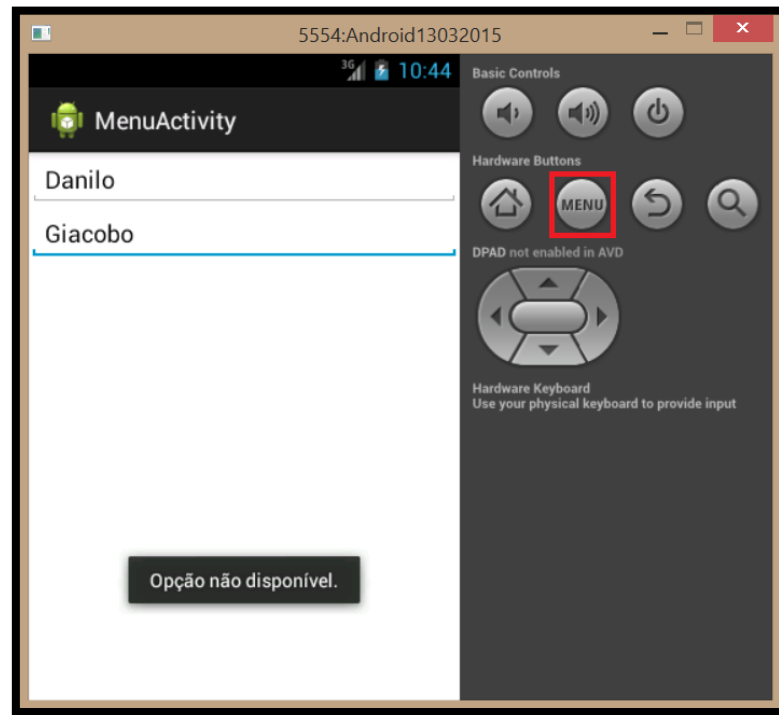 5554:Android13032015
3G 10:44
MenuActivity
Danilo
Giacobo
Opção não disponível.
Basic Controls
Hardware Buttons
MENU
DPAD not enabled in AVD
Hardware Keyboard
Use your physical keyboard to provide input